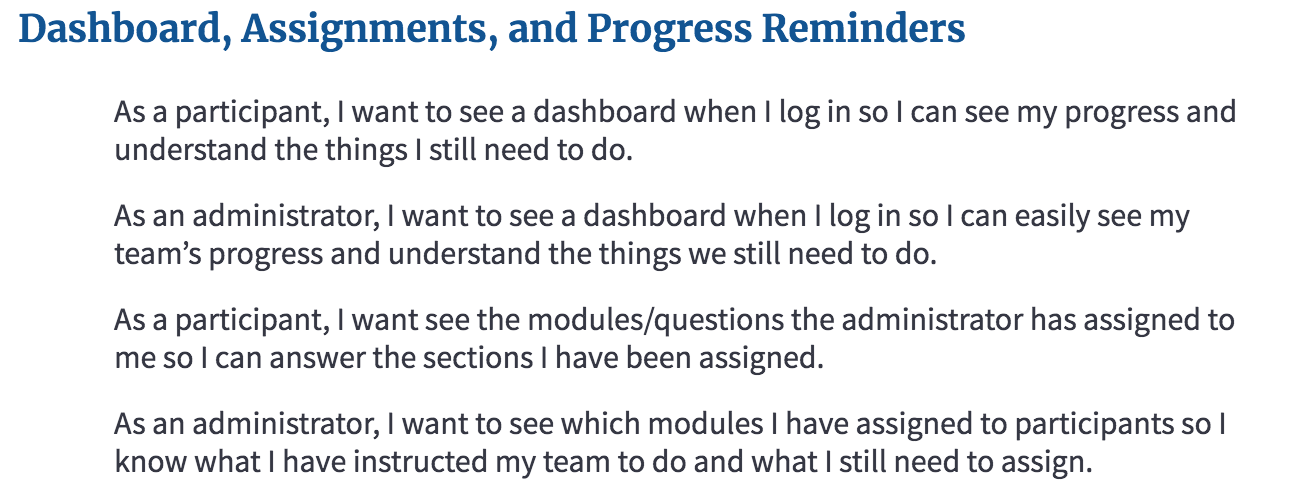 Dashboard, Assignments, and Progress Reminders
As a participant, I want to see a dashboard when I log in so I can see my progress and
understand the things I still need to do.
As an administrator, I want to see a dashboard when I log in so I can easily see my
team’s progress and understand the things we still need to do.
As a participant, I want see the modules/questions the administrator has assigned to
me so I can answer the sections I have been assigned.
As an administrator, I want to see which modules I have assigned to participants so I
know what I have instructed my team to do and what I still need to assign.